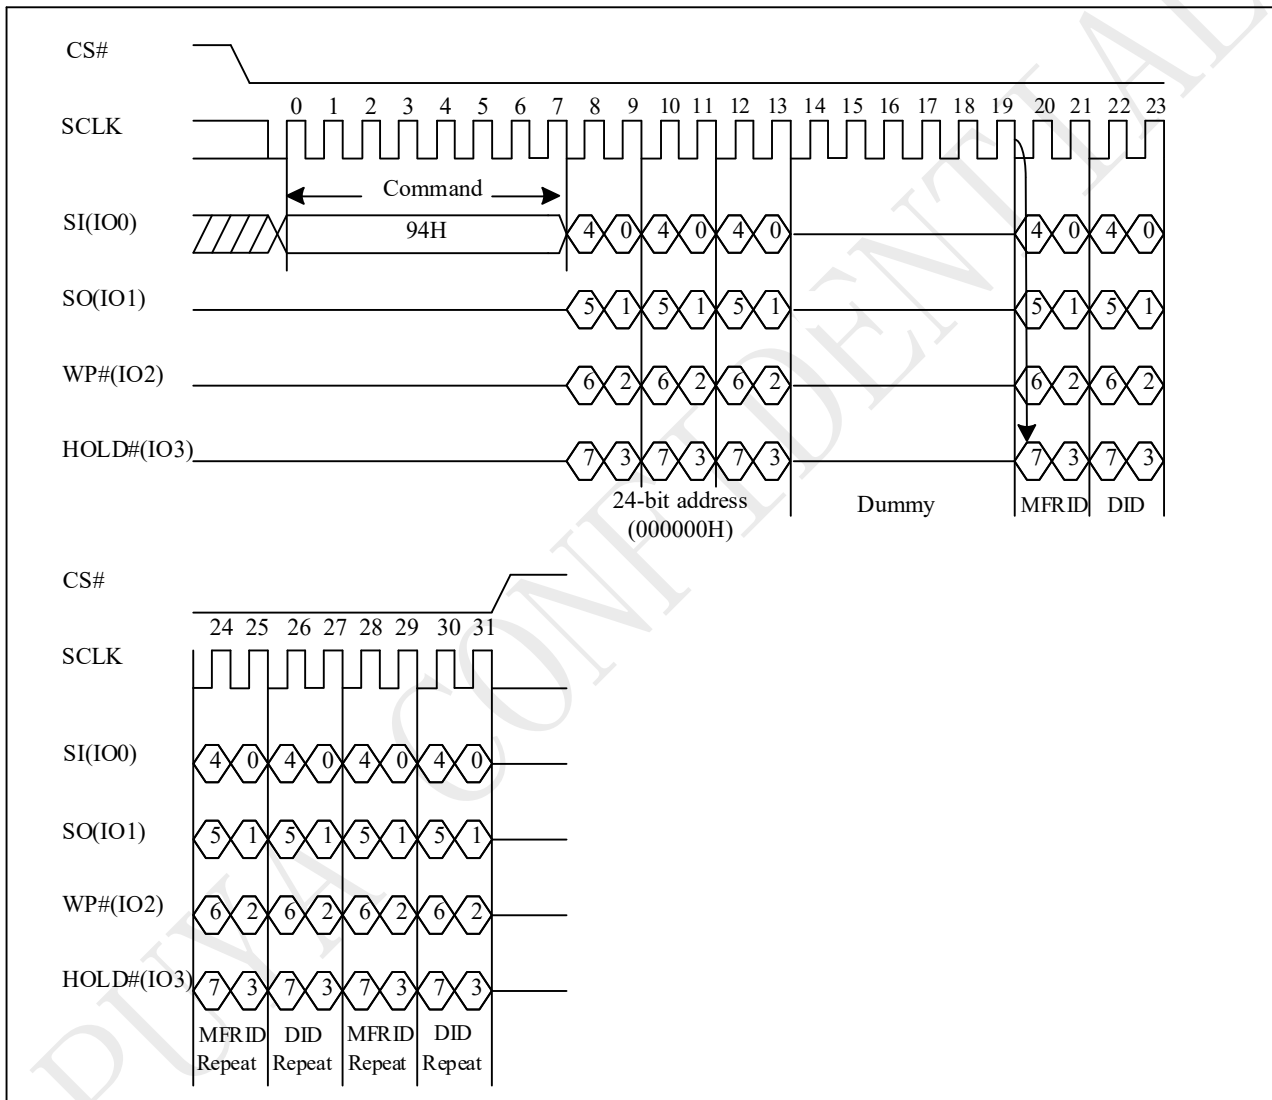 CS#
0 1 2 3 4 5 6 7 8 9 10 11 12 13 14 15 16 17 18 19 20 21 22 23
SCLK
Command
SI(IO0) 94H 4 0 4 0 4 0 4 0 4 0
SO(IO1) 5 1 5 1 5 1 5 1 5 1
WP#(IO2) 6 2 6 2 6 2 6 2 6 2
HOLD#(IO3) 7 3 7 3 7 3 7 3 7 3
24-bit address Dummy MFRID DID
(000000H)
CS#
24 25 26 27 28 29 30 31
SCLK
SI(IO0) 4 0 4 0 4 0 4 0
SO(IO1) 5 1 5 1 5 1 5 1
WP#(IO2) 6 2 6 2 6 2 6 2
HOLD#(IO3) 7 3 7 3 7 3 7 3
MFRID DID MFRID DID
Repeat Repeat Repeat Repeat
PUYA CONFIDENTIAL